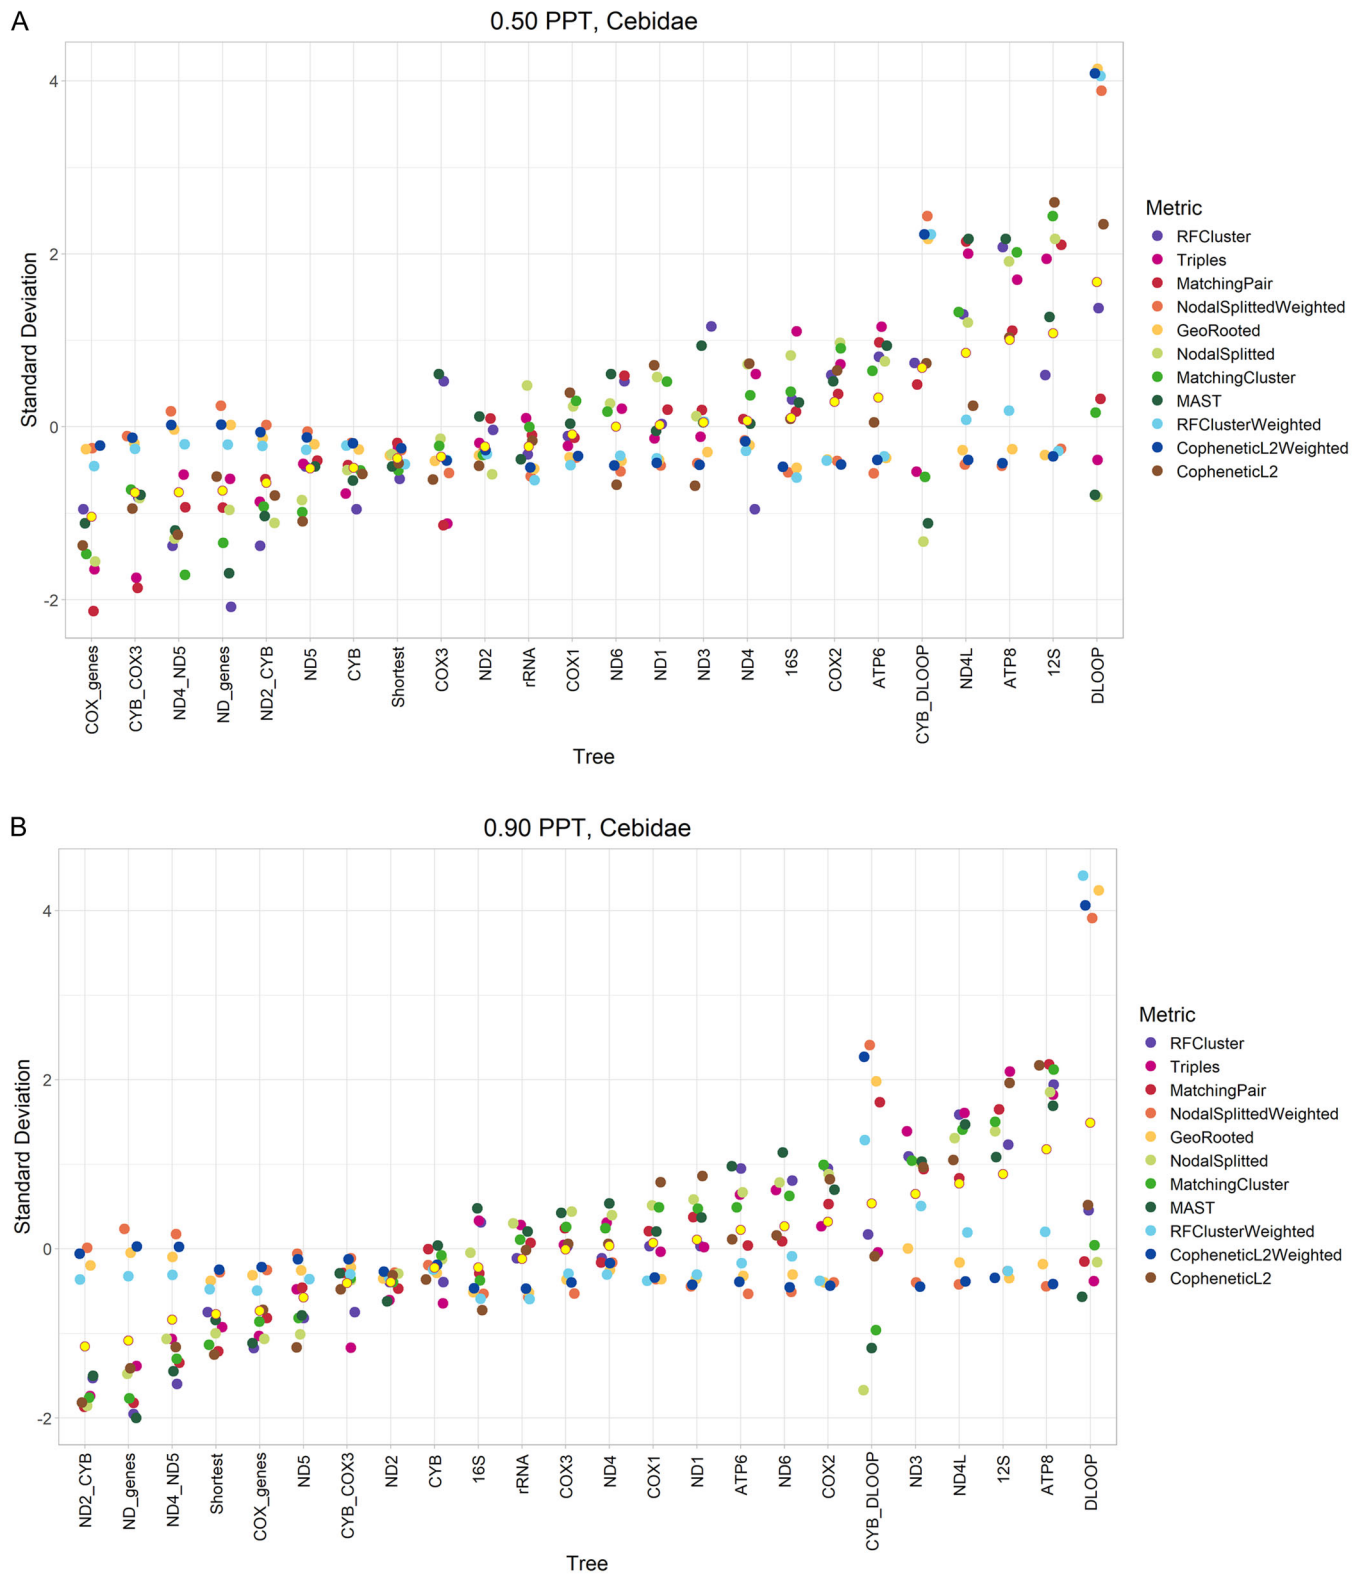 A
0.50 PPT, Cebidae
4
2
0
-2
Standard Deviation
COX_genes
CYB_COX3
ND4_ND5
ND_genes
ND2_CYB
ND5
CYB
Shortest
COX3
ND2
rRNA
COX1
ND6
ND1
ND3
ND4
16S
COX2
ATP6
CYB_DLOOP
ND4L
ATP8
12S
DLOOP
Tree
Metric
RFCluster
Triples
MatchingPair
NodalSplittedWeighted
GeoRooted
NodalSplitted
MatchingCluster
MAST
RFClusterWeighted
CopheneticL2Weighted
CopheneticL2
B
0.90 PPT, Cebidae
4
2
0
-2
Standard Deviation
ND2_CYB
ND_genes
ND4_ND5
Shortest
COX_genes
ND5
CYB_COX3
ND2
CYB
16S
rRNA
COX3
ND4
COX1
ND1
ATP6
ND6
COX2
CYB_DLOOP
ND3
ND4L
12S
ATP8
DLOOP
Tree
Metric
RFCluster
Triples
MatchingPair
NodalSplittedWeighted
GeoRooted
NodalSplitted
MatchingCluster
MAST
RFClusterWeighted
CopheneticL2Weighted
CopheneticL2